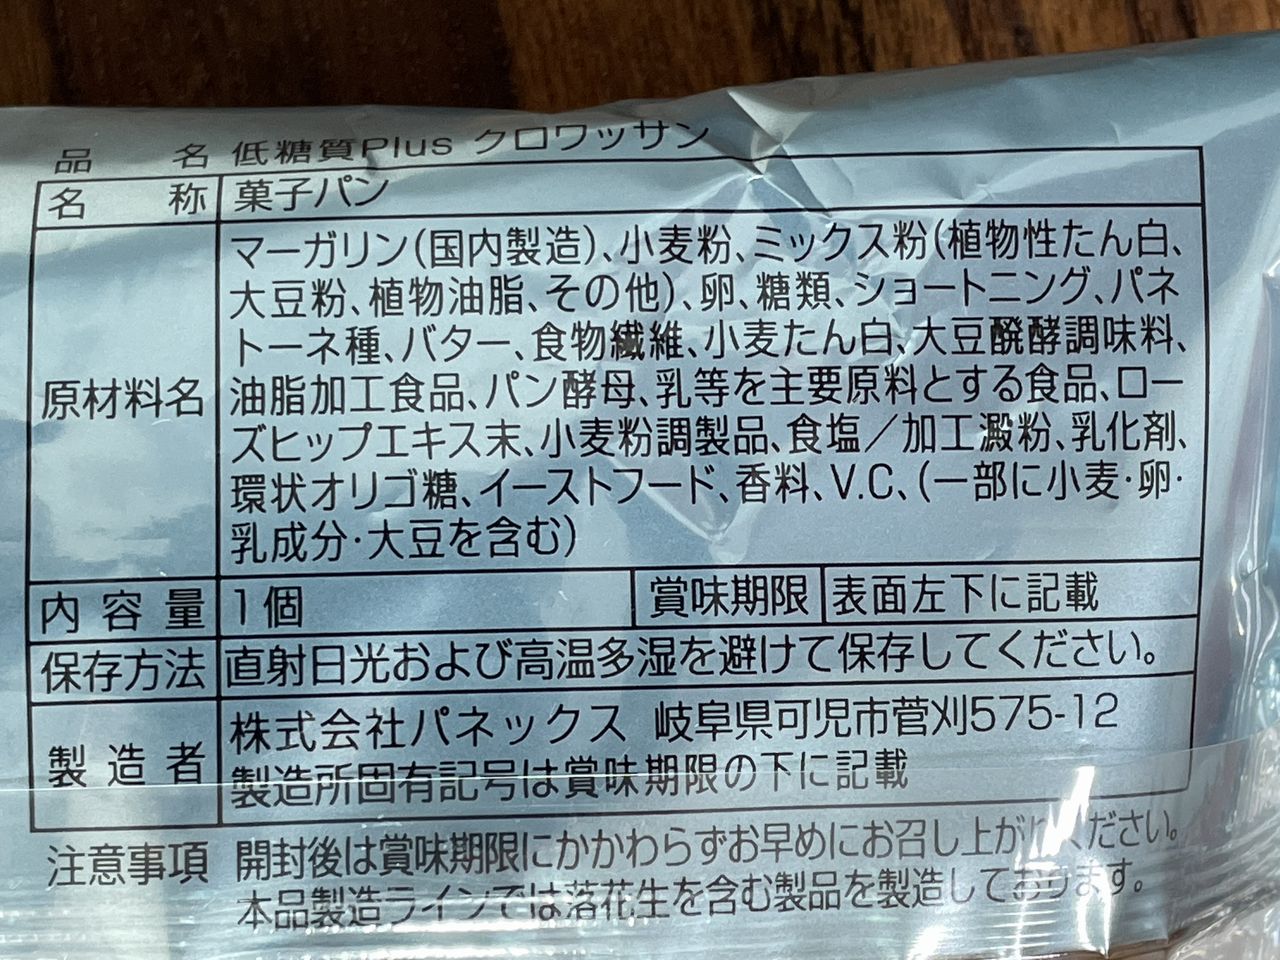 品名 低糖質Plus クロワッサン
名称 菓子パン
原材料名 マーガリン(国内製造)、小麦粉、ミックス粉(植物性たん白、
大豆粉、植物油脂、その他)、卵、糖類、ショートニング、パネ
トーネ種、バター、食物繊維、小麦たん白、大豆醗酵調味料、
油脂加工食品、パン酵母、乳等を主要原料とする食品、ロー
ズヒップエキス末、小麦粉調製品、食塩/加工澱粉、乳化剤、
環状オリゴ糖、イーストフード、香料、V.C、(一部に小麦・卵・
乳成分・大豆を含む)
内容量 1個 賞味期限 表面左下に記載
保存方法 直射日光および高温多湿を避けて保存してください。
製造者 株式会社パネックス 岐阜県可児市菅刈575-12
製造所固有記号は賞味期限の下に記載
注意事項 開封後は賞味期限にかかわらずお早めにお召し上がりください。
本品製造ラインでは落花生を含む製品を製造しております。